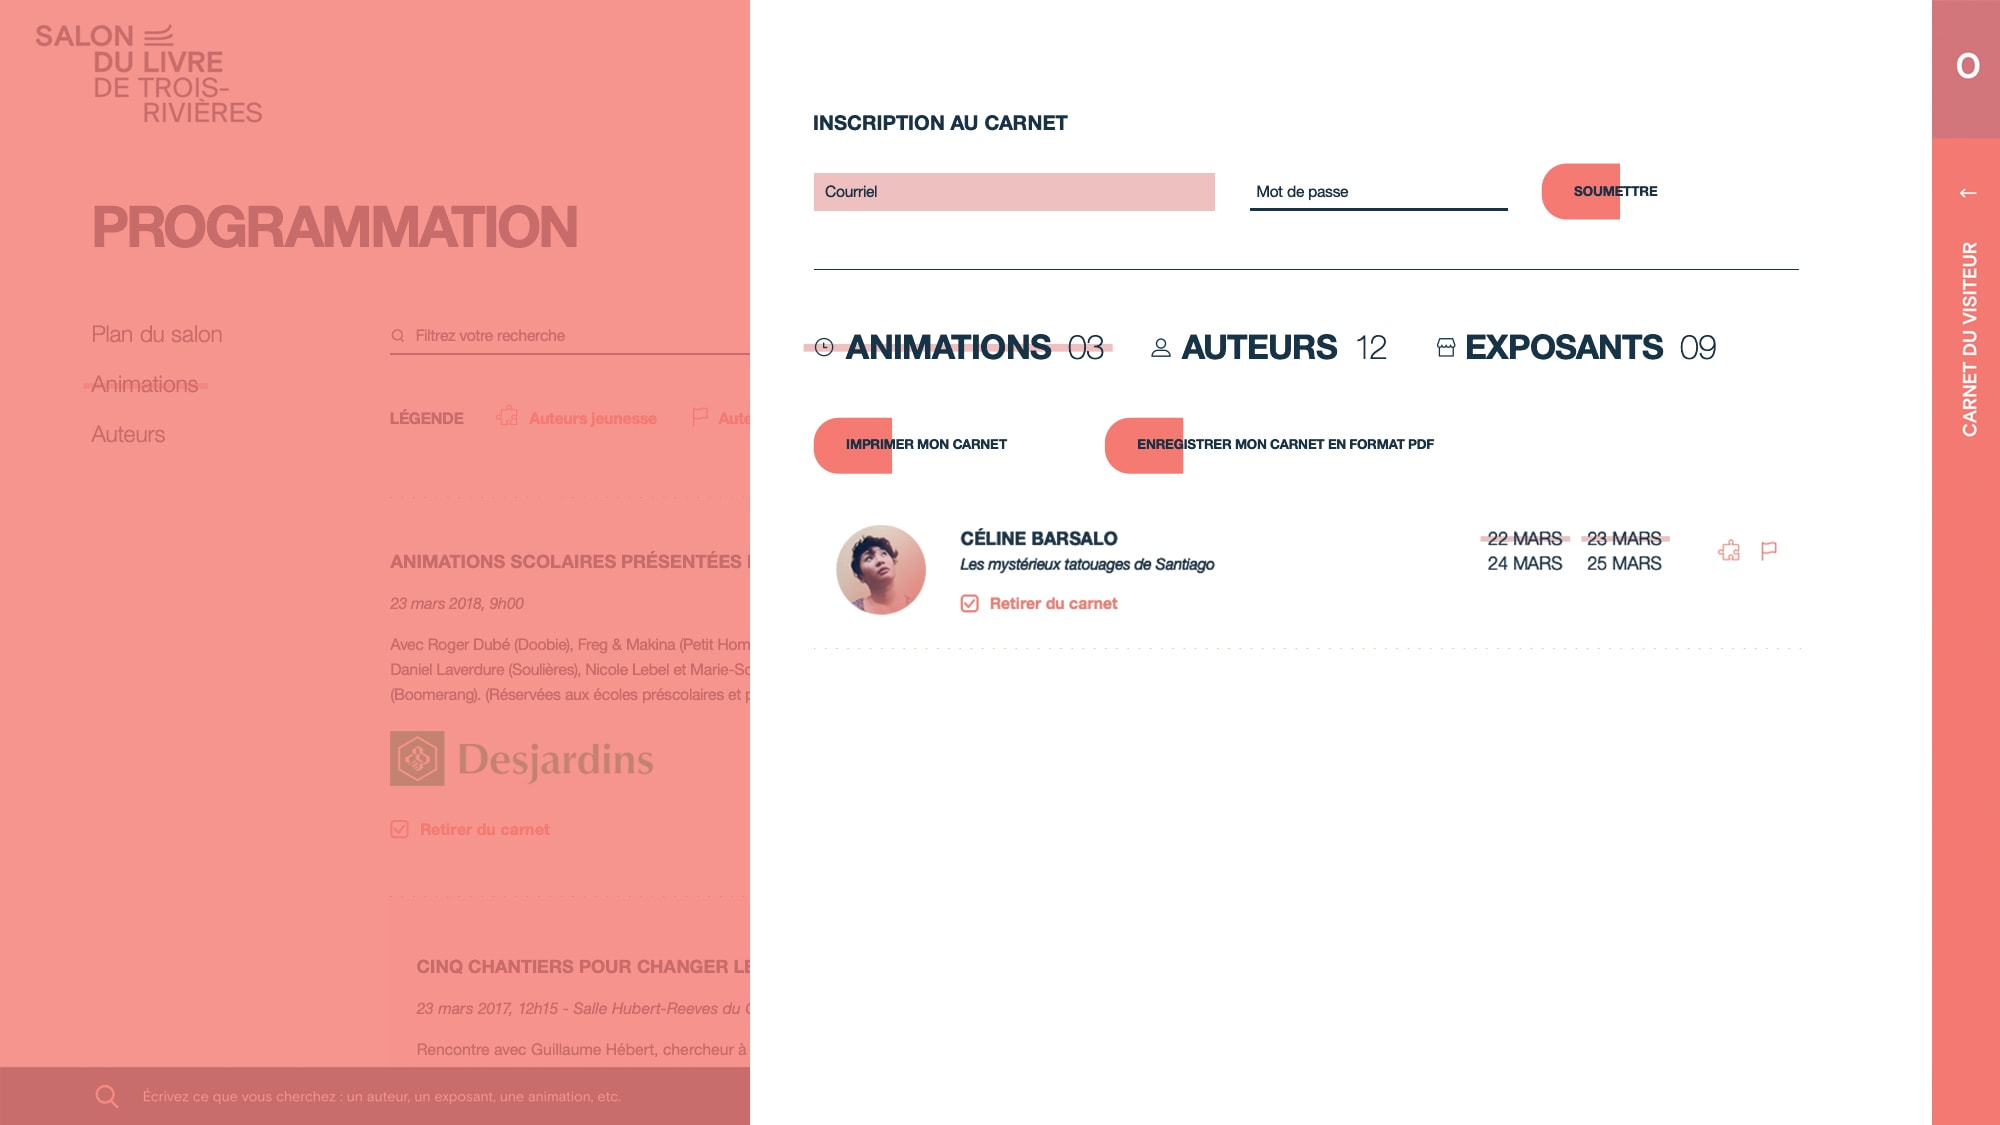 SALON
DU LIVRE
DE TROIS-
RIVIÈRES
PROGRAMMATION
Plan du salon
Animations
Auteurs
Filtrez votre recherche
LÉGENDE Auteurs jeunesse Aute
ANIMATIONS SCOLAIRES PRÉSENTÉES
23 mars 2018, 9h00
Avec Roger Dubé (Doobie), Freg & Makina (Petit Hom
Daniel Laverdure (Soulières), Nicole Lebel et Marie-So
(Boomerang). (Réservées aux écoles préscolaires et p
Desjardins
Retirer du carnet
CINQ CHANTIERS POUR CHANGER LE
23 mars 2017, 12h15 - Salle Hubert-Reeves du C
Rencontre avec Guillaume Hébert, chercheur à
Écrivez ce que vous cherchez : un auteur, un exposant, une animation, etc.
INSCRIPTION AU CARNET
Courriel
Mot de passe
SOUMETTRE
ANIMATIONS 03 AUTEURS 12 EXPOSANTS 09
IMPRIMER MON CARNET
ENREGISTRER MON CARNET EN FORMAT PDF
CÉLINE BARSALO
Les mystérieux tatouages de Santiago
Retirer du carnet
22 MARS 23 MARS
24 MARS 25 MARS
O
CARNET DU VISITEUR